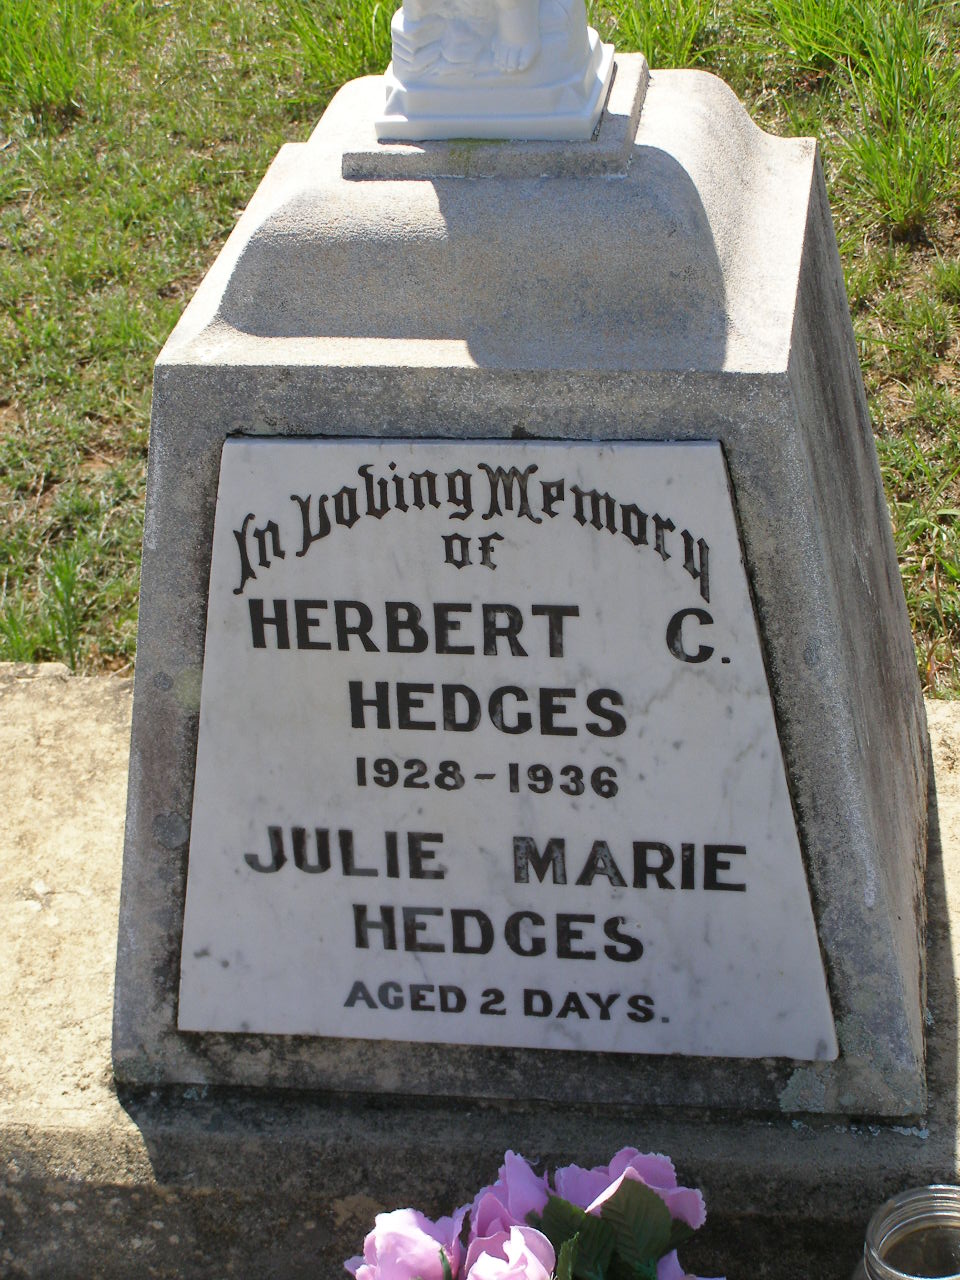 In Loving Memory
of
HERBERT C.
HEDGES
1928-1936
JULIE MARIE
HEDGES
AGED 2 DAYS.